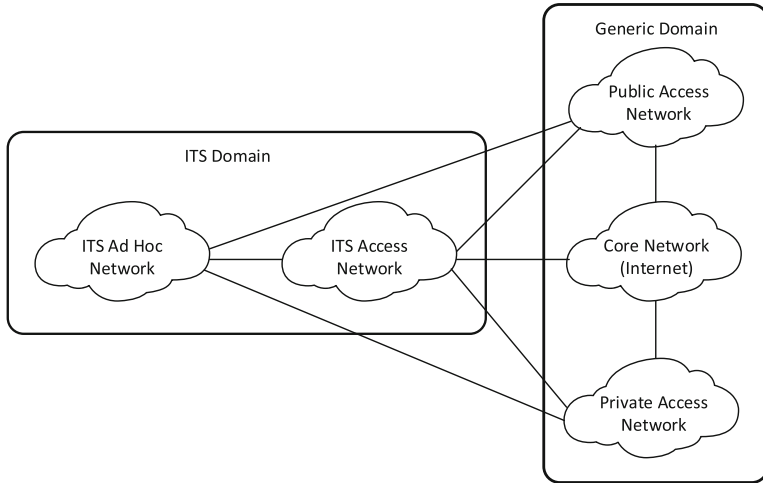 Generic Domain
Public Access
Network
ITS Domain
ITS Ad Hoc
Network
ITS Access
Network
Core Network
(Internet)
Private Access
Network